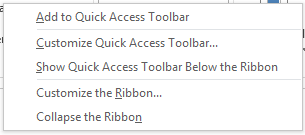 Add to Quick Access Toolbar
Customize Quick Access Toolbar...
Show Quick Access Toolbar Below the Ribbon
Customize the Ribbon...
Collapse the Ribbon